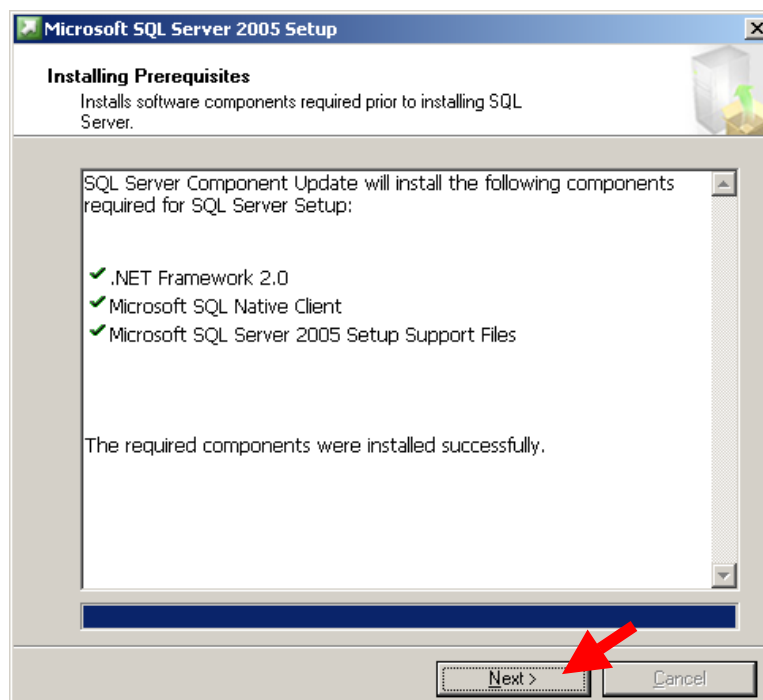 Microsoft SQL Server 2005 Setup
Installing Prerequisites
Installs software components required prior to installing SQL
Server.
SQL Server Component Update will install the following components
required for SQL Server Setup:
.NET Framework 2.0
Microsoft SQL Native Client
Microsoft SQL Server 2005 Setup Support Files
The required components were installed successfully.
Next >
Cancel